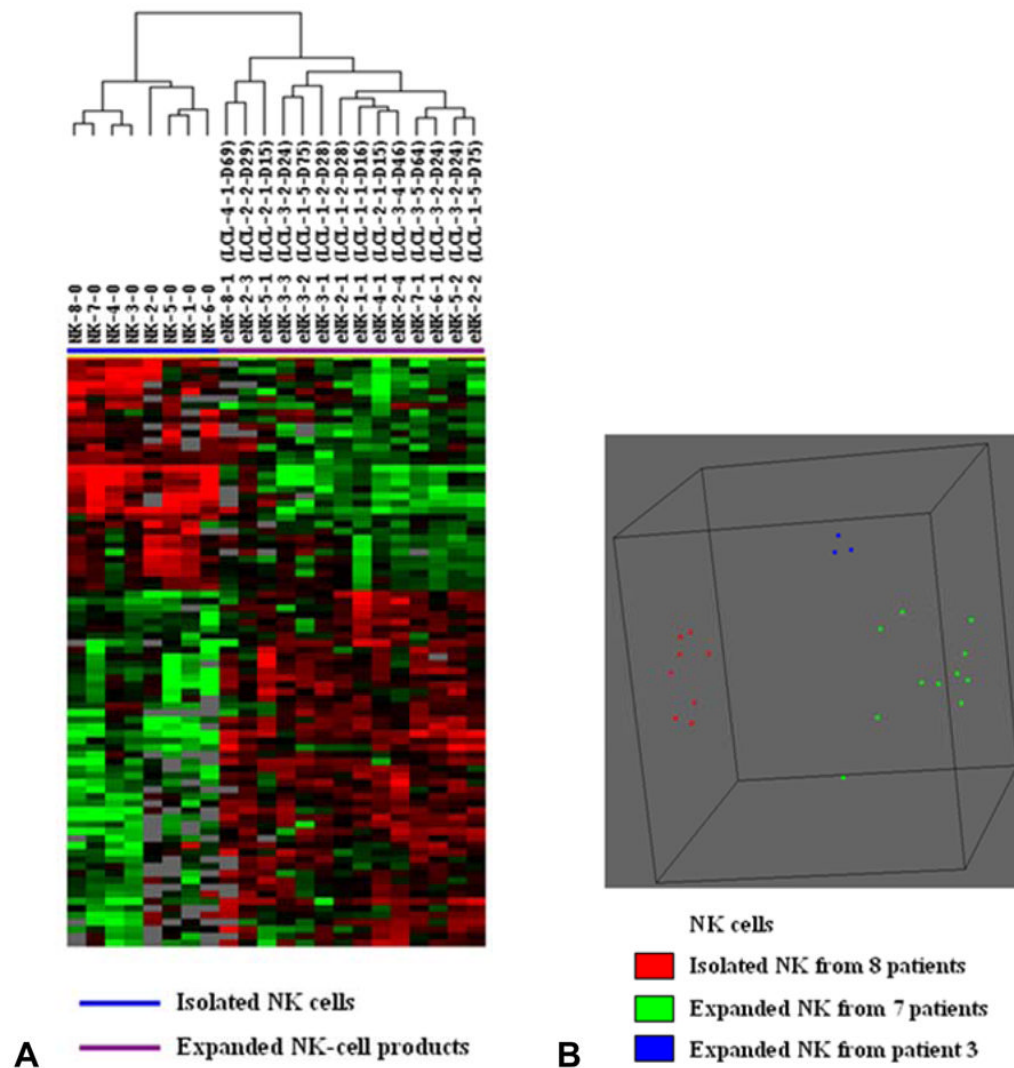 NK-8-0
NK-7-0
NK-4-0
NK-3-0
NK-2-0
NK-5-0
NK-1-0
NK-6-0
eNK-8-1 (LCL-4-1-D69)
eNK-2-3 (LCL-2-2-D29)
eNK-5-1 (LCL-2-1-D15)
eNK-3-3 (LCL-3-2-D24)
eNK-3-2 (LCL-1-5-D75)
eNK-3-1 (LCL-1-2-D28)
eNK-2-1 (LCL-1-2-D28)
eNK-1-1 (LCL-1-1-D16)
eNK-4-1 (LCL-2-1-D15)
eNK-2-4 (LCL-3-4-D46)
eNK-7-1 (LCL-3-5-D64)
eNK-6-1 (LCL-3-2-D24)
eNK-5-2 (LCL-3-2-D24)
eNK-2-2 (LCL-1-5-D75)
Isolated NK cells
Expanded NK-cell products
A
NK cells
Isolated NK from 8 patients
Expanded NK from 7 patients
Expanded NK from patient 3
B